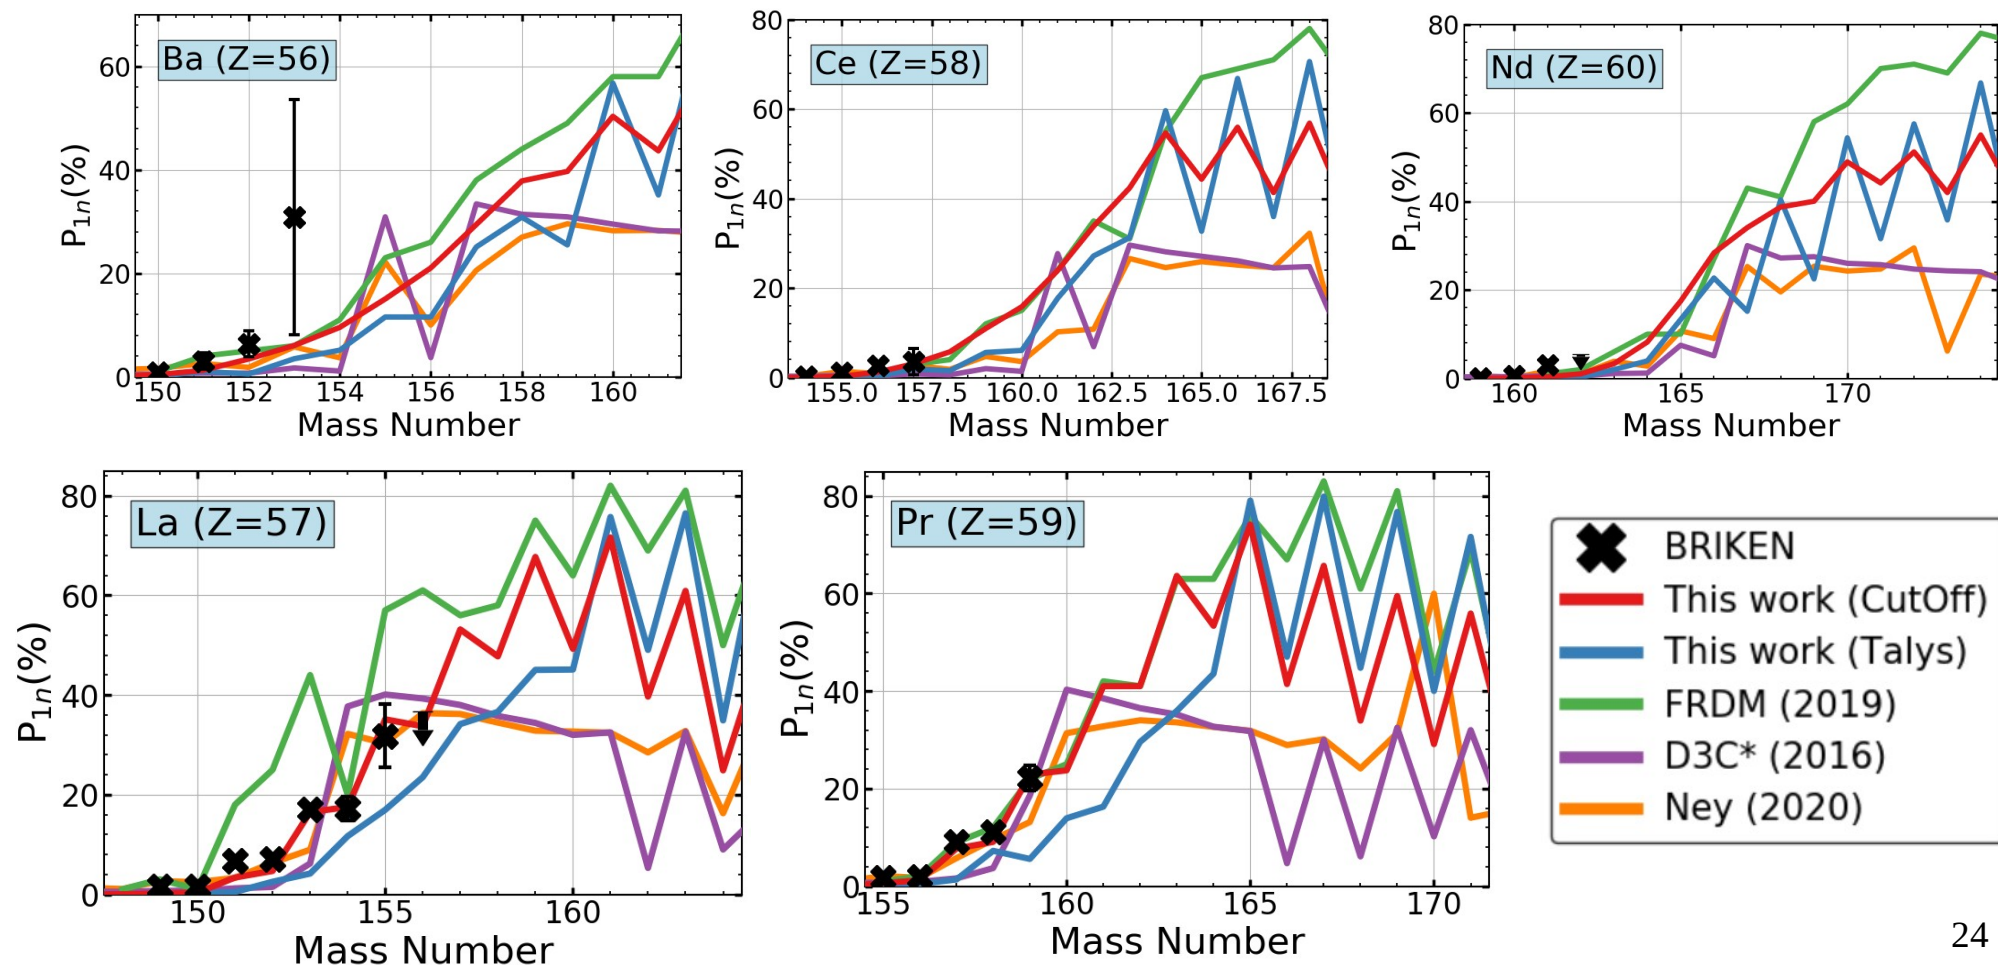 Ba (Z=56)
P1n(%)
60
40
20
0
150 152 154 156 158 160
Mass Number
Ce (Z=58)
P1n(%)
80
60
40
20
0
155.0 157.5 160.0 162.5 165.0 167.5
Mass Number
Nd (Z=60)
P1n(%)
80
60
40
20
0
160 165 170
Mass Number
La (Z=57)
P1n(%)
80
60
40
20
0
150 155 160
Mass Number
Pr (Z=59)
P1n(%)
80
60
40
20
0
155 160 165 170
Mass Number
BRIKEN
This work (CutOff)
This work (Talys)
FRDM (2019)
D3C* (2016)
Ney (2020)
24